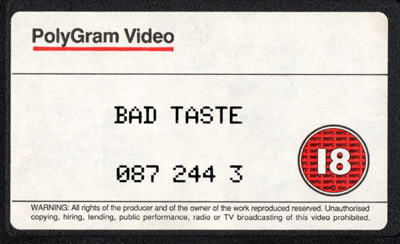 PolyGram Video
BAD TASTE
087 244 3
18
WARNING: All rights of the producer and of the owner of the work reproduced reserved. Unauthorised
copying, hiring, lending, public performance, radio or TV broadcasting of this video prohibited.